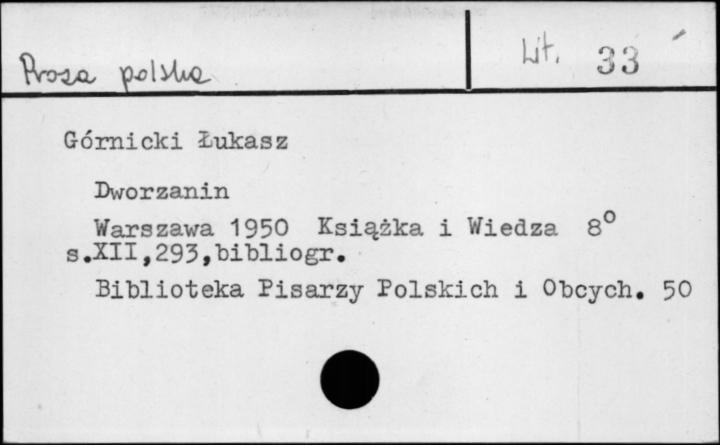 Proza polska
Lit. 33
Górnicki Łukasz
Dworzanin
Warszawa 1950 Książka i Wiedza 8°
s.XII,293,bibliogr.
Biblioteka Pisarzy Polskich i Obcych. 50